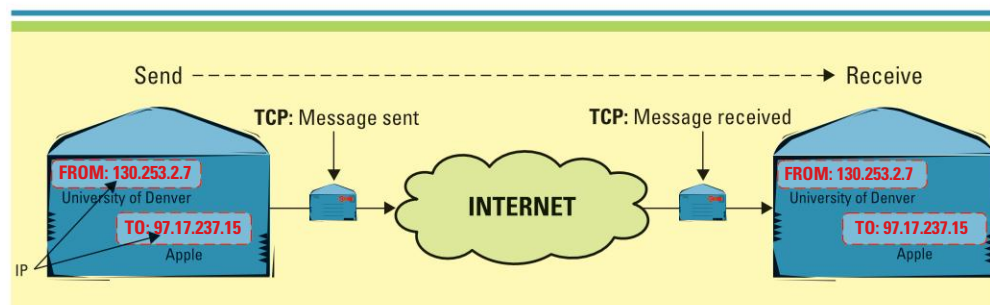 Send
Receive
TCP: Message sent
TCP: Message received
FROM: 130.253.2.7
University of Denver
TO: 97.17.237.15
Apple
IP
INTERNET
FROM: 130.253.2.7
University of Denver
TO: 97.17.237.15
Apple